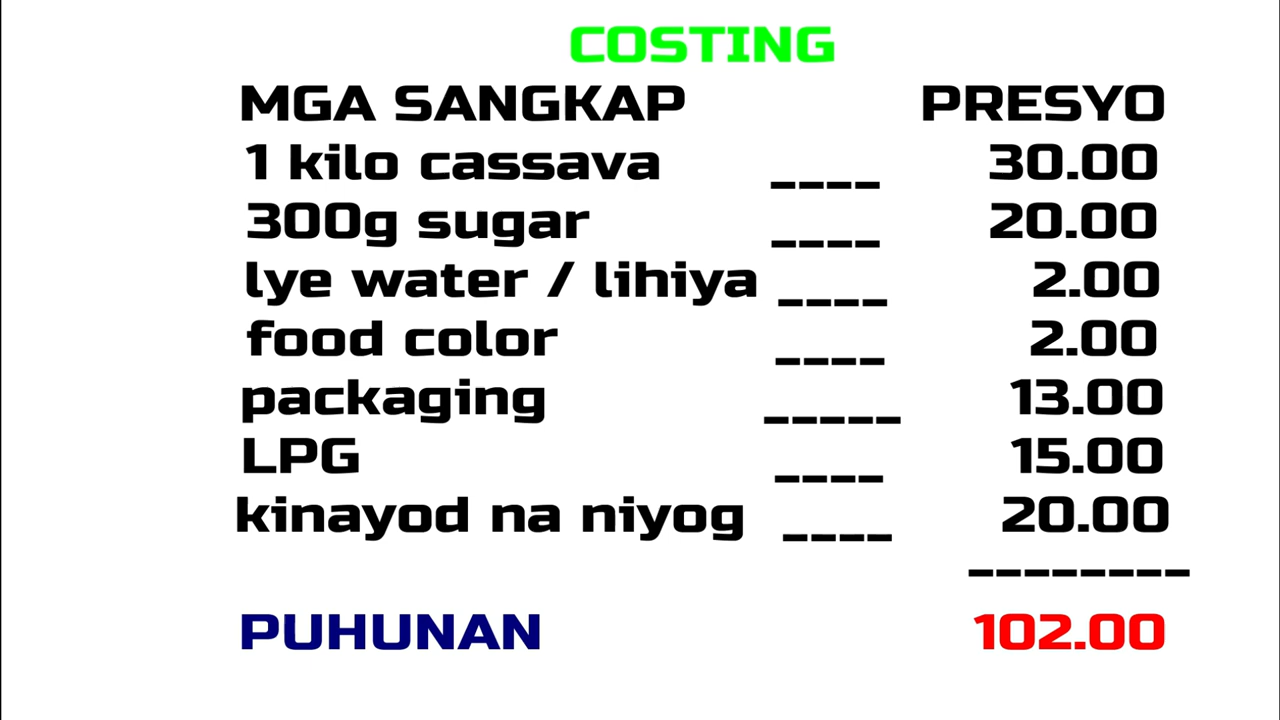 COSTING
MGA SANGKAP PRESYO
1 kilo cassava ____ 30.00
300g sugar ____ 20.00
lye water / lihiya ____ 2.00
food color ____ 2.00
packaging _____ 13.00
LPG ____ 15.00
kinayod na niyog ____ 20.00
________
PUHUNAN 102.00